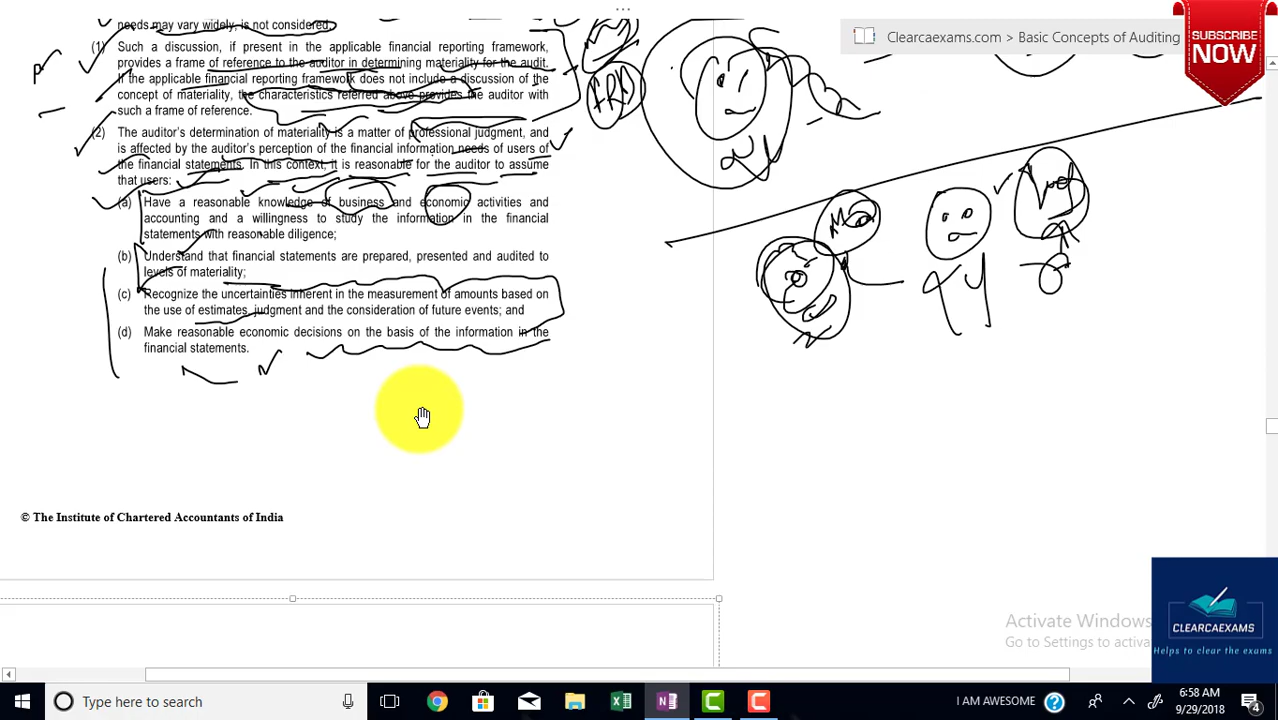 needs may vary widely, is not considered.
(1) Such a discussion, if present in the applicable financial reporting framework,
provides a frame of reference to the auditor in determining materiality for the audit.
If the applicable financial reporting framework does not include a discussion of the
concept of materiality, the characteristics referred above provides the auditor with
such a frame of reference.
(2) The auditor's determination of materiality is a matter of professional judgment, and
is affected by the auditor's perception of the financial information needs of users of
the financial statements. In this context, it is reasonable for the auditor to assume
that users:
(a) Have a reasonable knowledge of business and economic activities and
accounting and a willingness to study the information in the financial
statements with reasonable diligence;
(b) Understand that financial statements are prepared, presented and audited to
levels of materiality;
(c) Recognize the uncertainties inherent in the measurement of amounts based on
the use of estimates, judgment and the consideration of future events; and
(d) Make reasonable economic decisions on the basis of the information in the
financial statements.
© The Institute of Chartered Accountants of India
Clearcaexams.com > Basic Concepts of Auditing
SUBSCRIBE
NOW
Activate Windows
Go to Settings to activa
CLEARCAEXAMS
Helps to clear the exams
Type here to search
I AM AWESOME
6:58 AM
9/29/2018
4